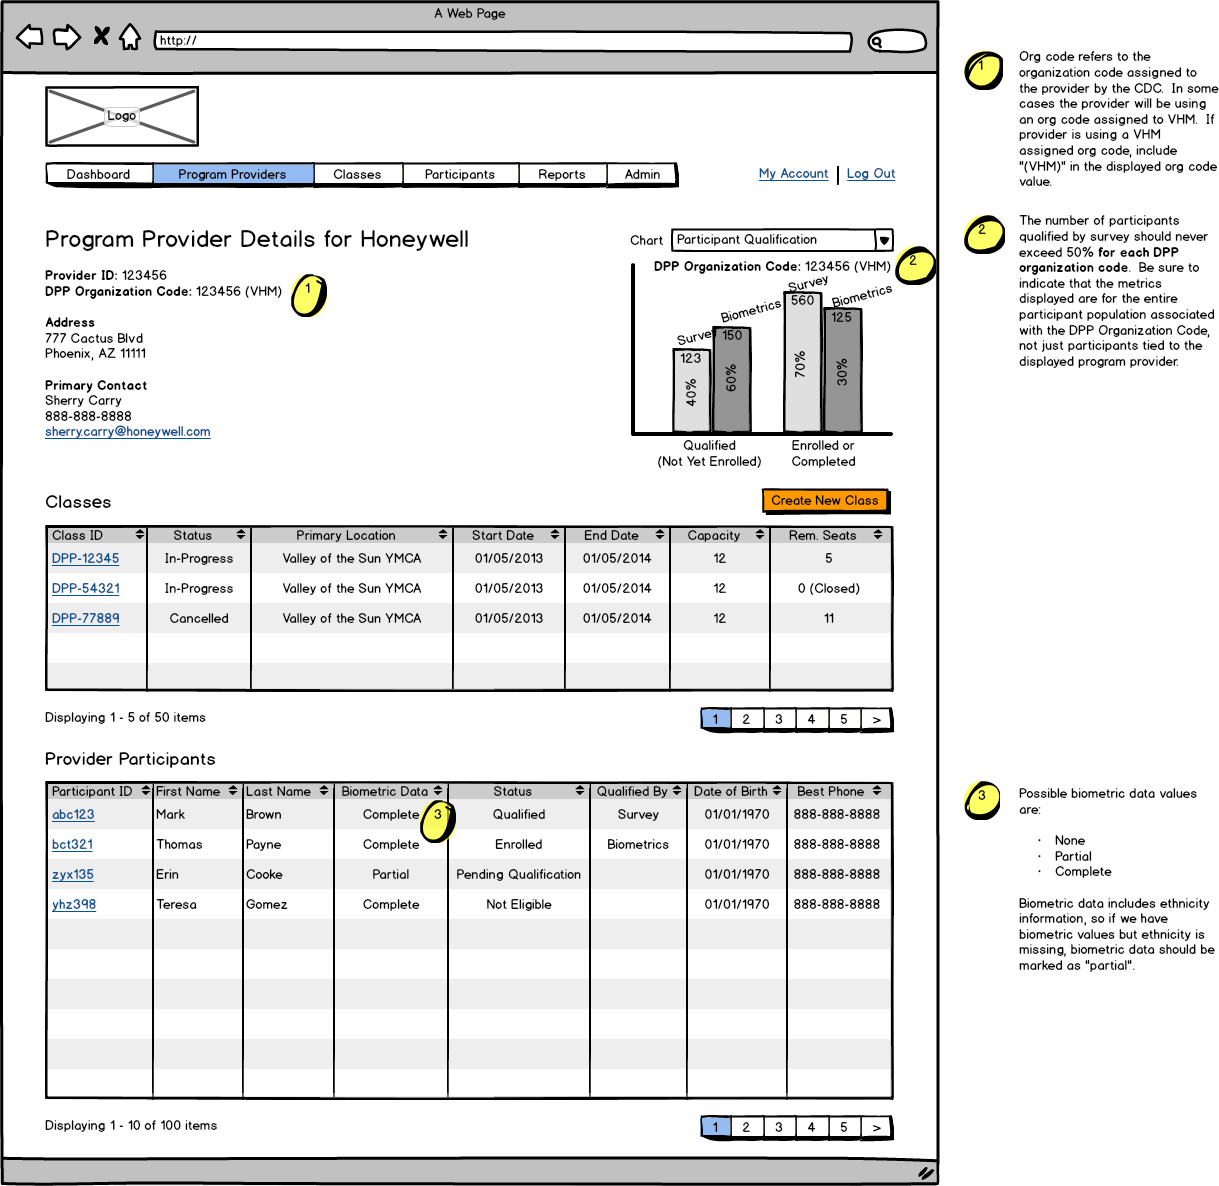 A Web Page
http://
Logo
Dashboard Program Providers Classes Participants Reports Admin
My Account | Log Out
Program Provider Details for Honeywell
Provider ID: 123456
DPP Organization Code: 123456 (VHM)
1
Address
777 Cactus Blvd
Phoenix, AZ 11111
Primary Contact
Sherry Carry
888-888-8888
sherry.carry@honeywell.com
Chart Participant Qualification
DPP Organization Code: 123456 (VHM)
2
Survey
Biometrics
Survey
Biometrics
123
150
560
125
40%
60%
70%
30%
Qualified
(Not Yet Enrolled)
Enrolled or
Completed
Classes
Create New Class
Class ID Status Primary Location Start Date End Date Capacity Rem. Seats
DPP-12345 In-Progress Valley of the Sun YMCA 01/05/2013 01/05/2014 12 5
DPP-54321 In-Progress Valley of the Sun YMCA 01/05/2013 01/05/2014 12 0 (Closed)
DPP-77889 Cancelled Valley of the Sun YMCA 01/05/2013 01/05/2014 12 11
Displaying 1 - 5 of 50 items
1 2 3 4 5 >
Provider Participants
Participant ID First Name Last Name Biometric Data Status Qualified By Date of Birth Best Phone
abc123 Mark Brown Complete Qualified Survey 01/01/1970 888-888-8888
3
bct321 Thomas Payne Complete Enrolled Biometrics 01/01/1970 888-888-8888
zyx135 Erin Cooke Partial Pending Qualification 01/01/1970 888-888-8888
yhz398 Teresa Gomez Complete Not Eligible 01/01/1970 888-888-8888
Displaying 1 - 10 of 100 items
1 2 3 4 5 >
1
Org code refers to the
organization code assigned to
the provider by the CDC. In some
cases the provider will be using
an org code assigned to VHM. If
provider is using a VHM
assigned org code, include
"(VHM)" in the displayed org code
value.
2
The number of participants
qualified by survey should never
exceed 50% for each DPP
organization code. Be sure to
indicate that the metrics
displayed are for the entire
participant population associated
with the DPP Organization Code,
not just participants tied to the
displayed program provider.
3
Possible biometric data values
are:
· None
· Partial
· Complete
Biometric data includes ethnicity
information, so if we have
biometric values but ethnicity is
missing, biometric data should be
marked as "partial".